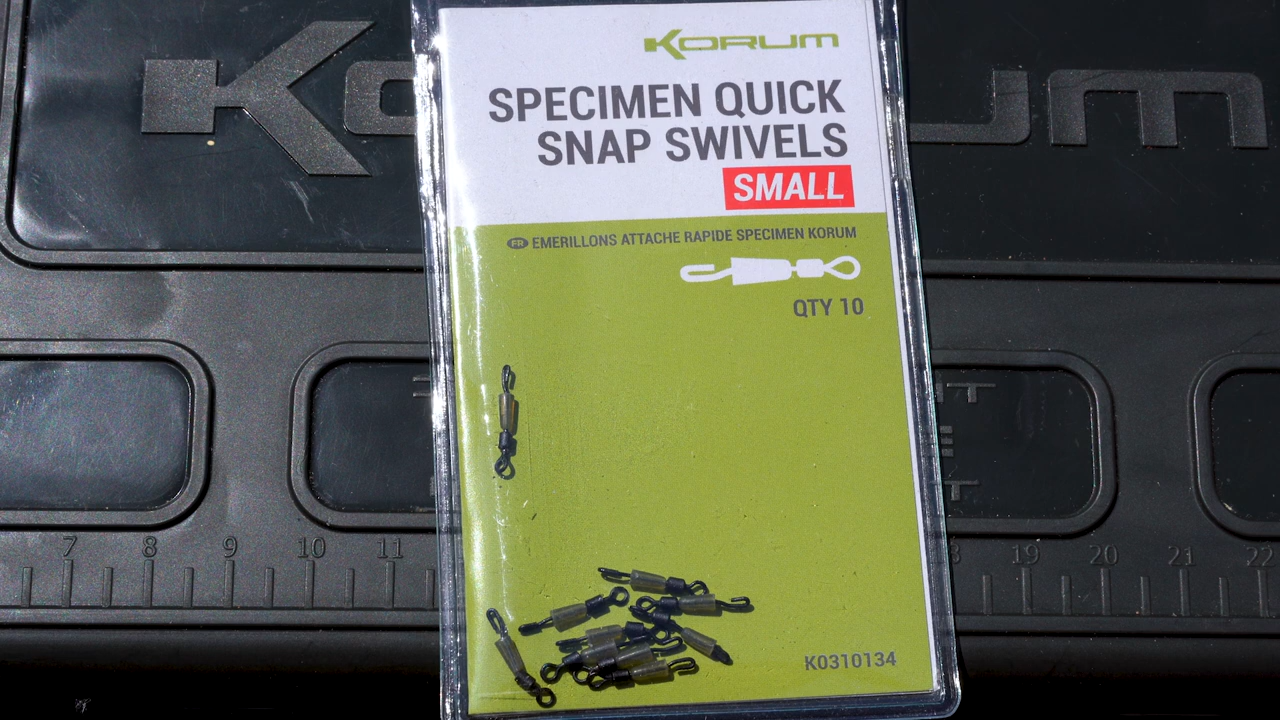 KORUM
SPECIMEN QUICK
SNAP SWIVELS
SMALL
FR EMERILLONS ATTACHE RAPIDE SPECIMEN KORUM
QTY 10
K0310134
7 8 9 10 11 19 20 21 22